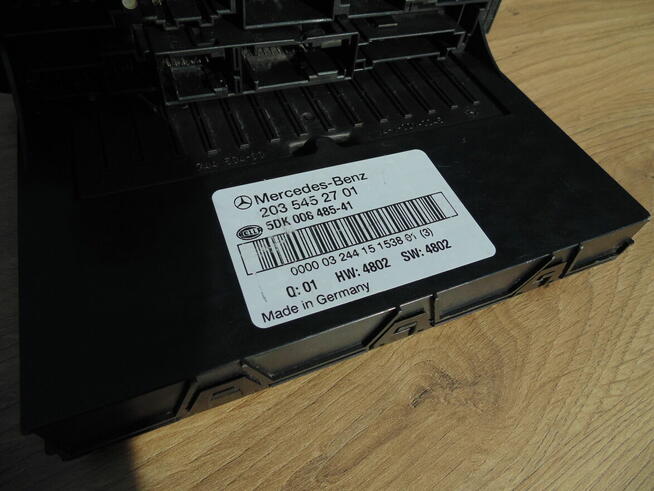 Mercedes-Benz
203 545 27 01
HELLA 5DK 006 485-41
0000 03 244 15 1538 01 (3)
Q: 01 HW: 4802 SW: 4802
Made in Germany